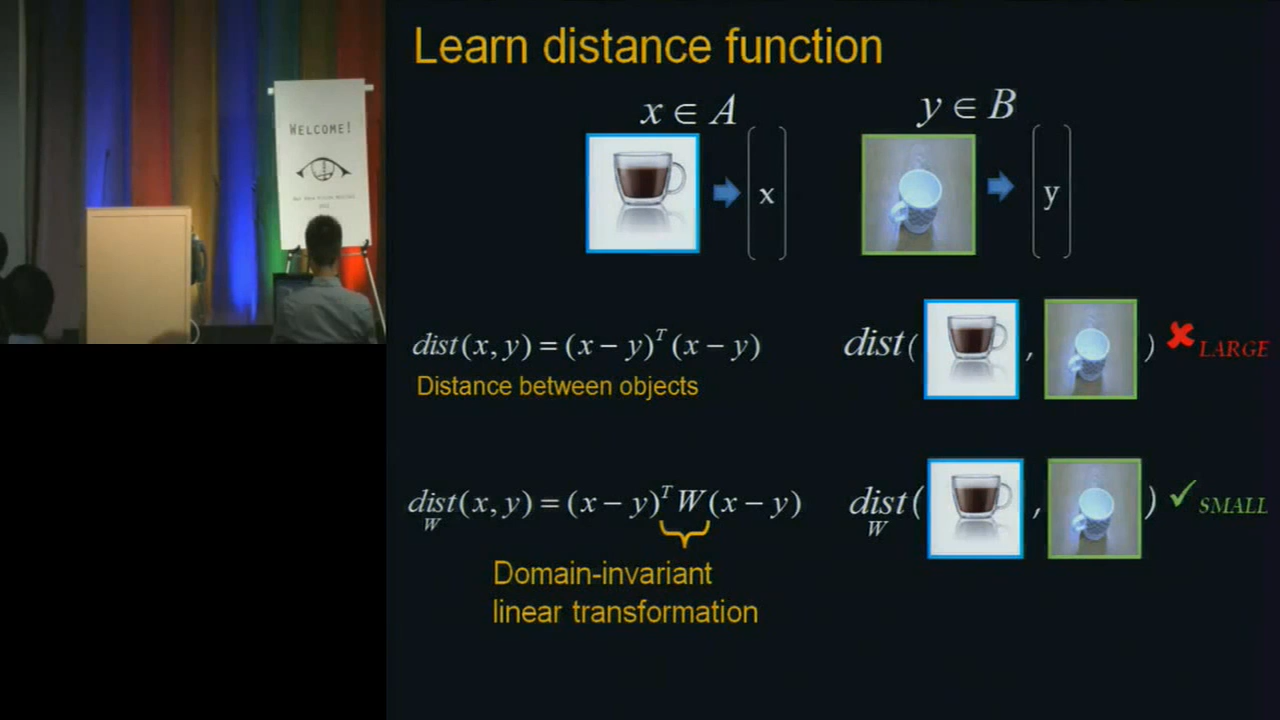 Learn distance function
WELCOME!
x ∈ A
y ∈ B
x
y
dist(x, y) = (x − y)^T (x − y)
dist( , ) ✗ LARGE
Distance between objects
dist_W(x, y) = (x − y)^T W(x − y)
dist_W( , ) ✓ SMALL
Domain-invariant
linear transformation